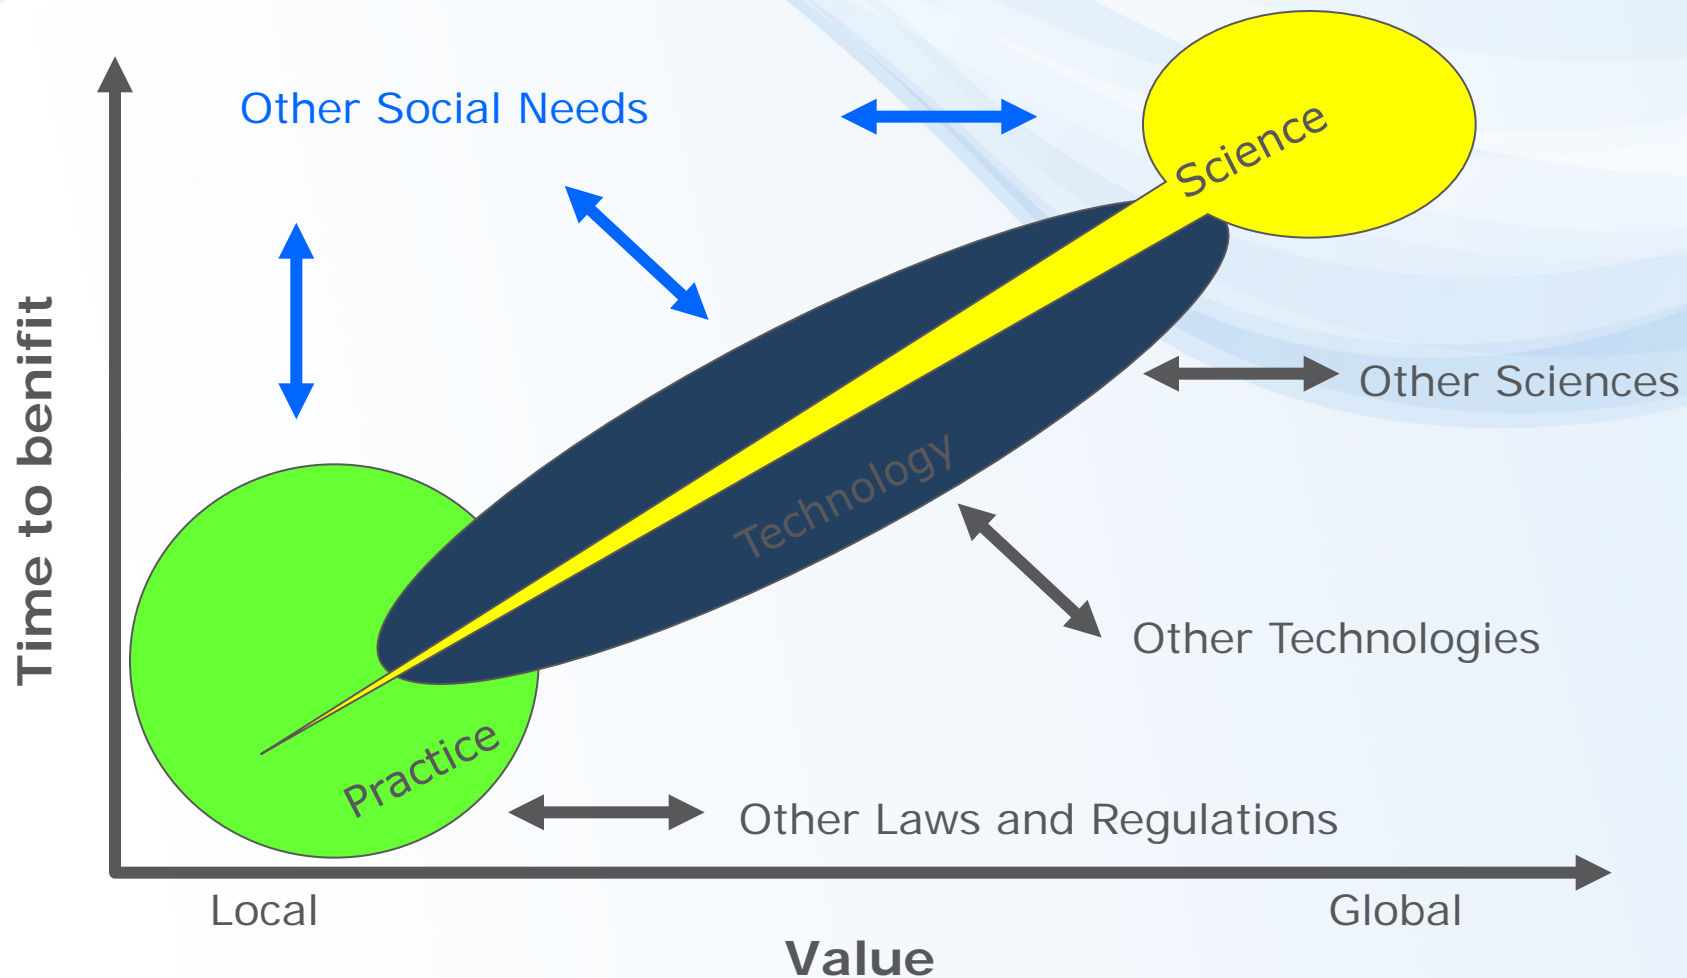 Other Social Needs
Science
Time to benifit
Other Sciences
Technology
Other Technologies
Practice
Other Laws and Regulations
Local
Global
Value